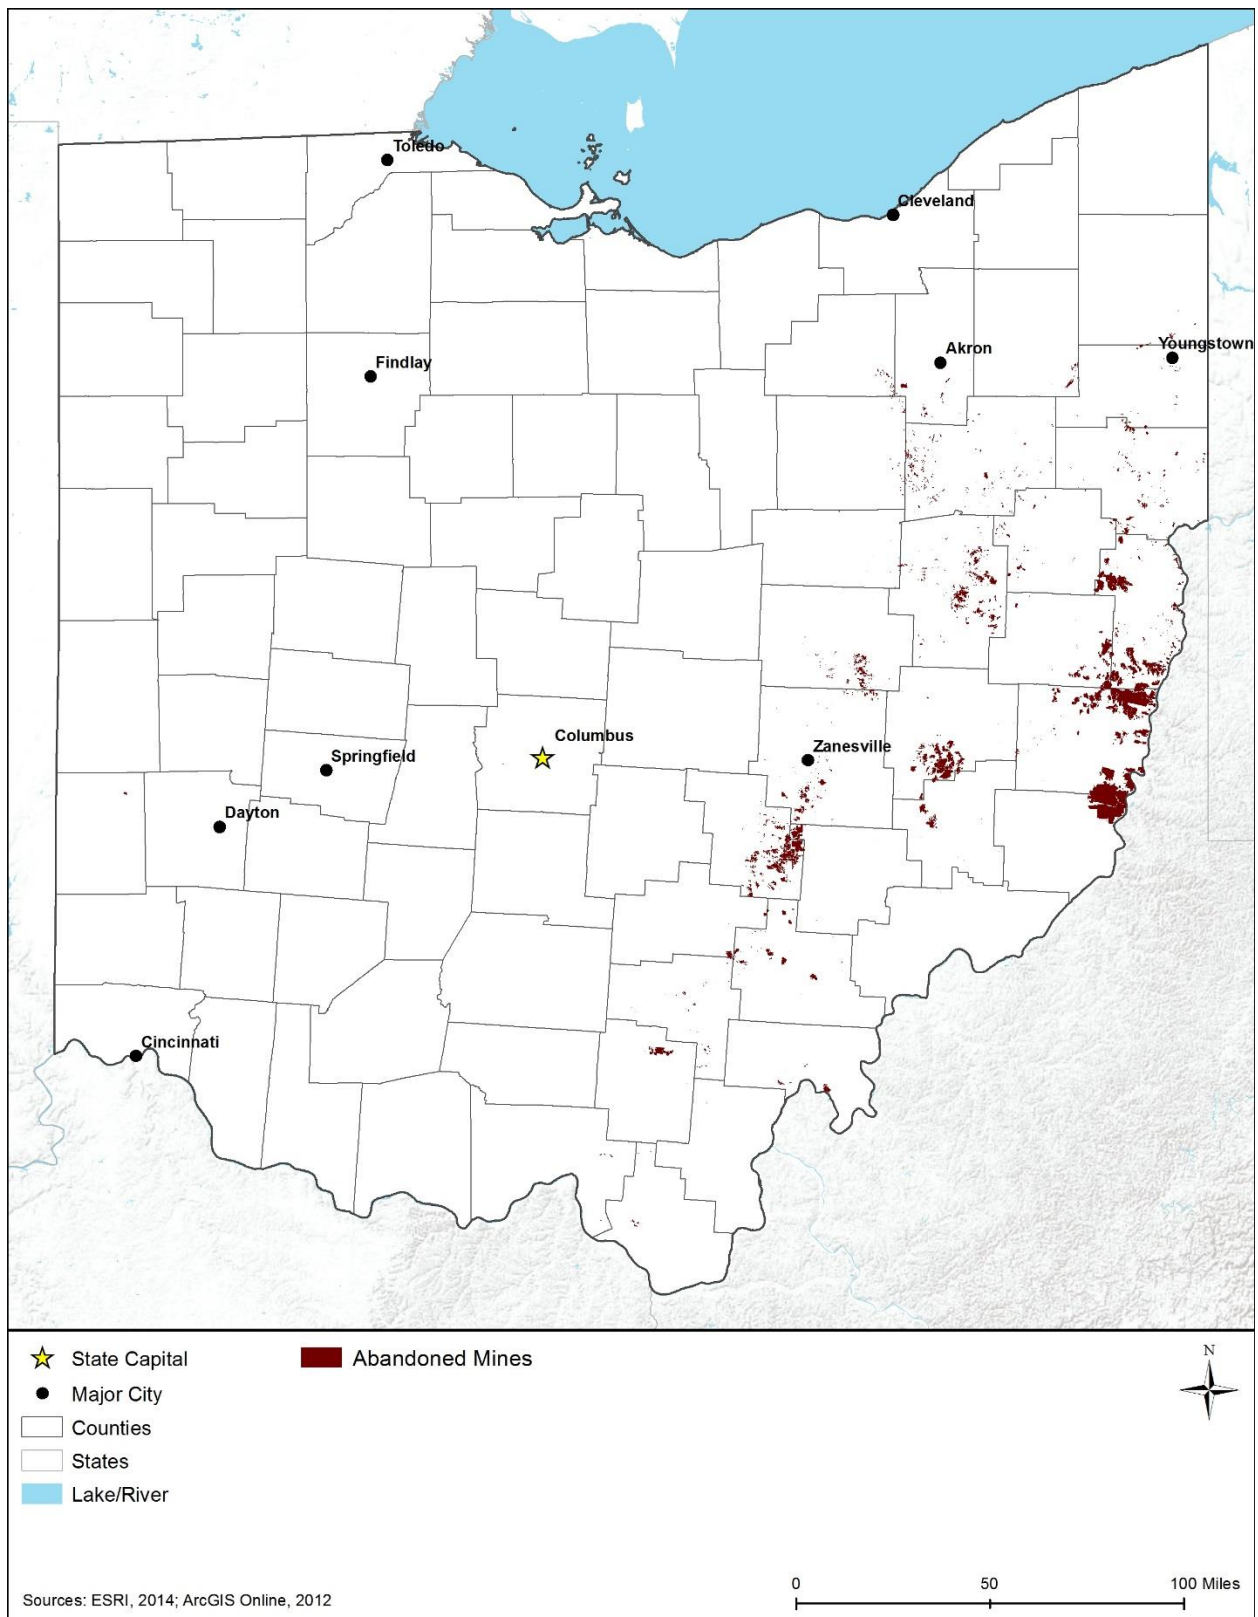 Toledo
Cleveland
Youngstown
Akron
Findlay
Columbus
Zanesville
Springfield
Dayton
Cincinnati
State Capital
Abandoned Mines
N
Major City
Counties
States
Lake/River
0 50 100 Miles
Sources: ESRI, 2014; ArcGIS Online, 2012